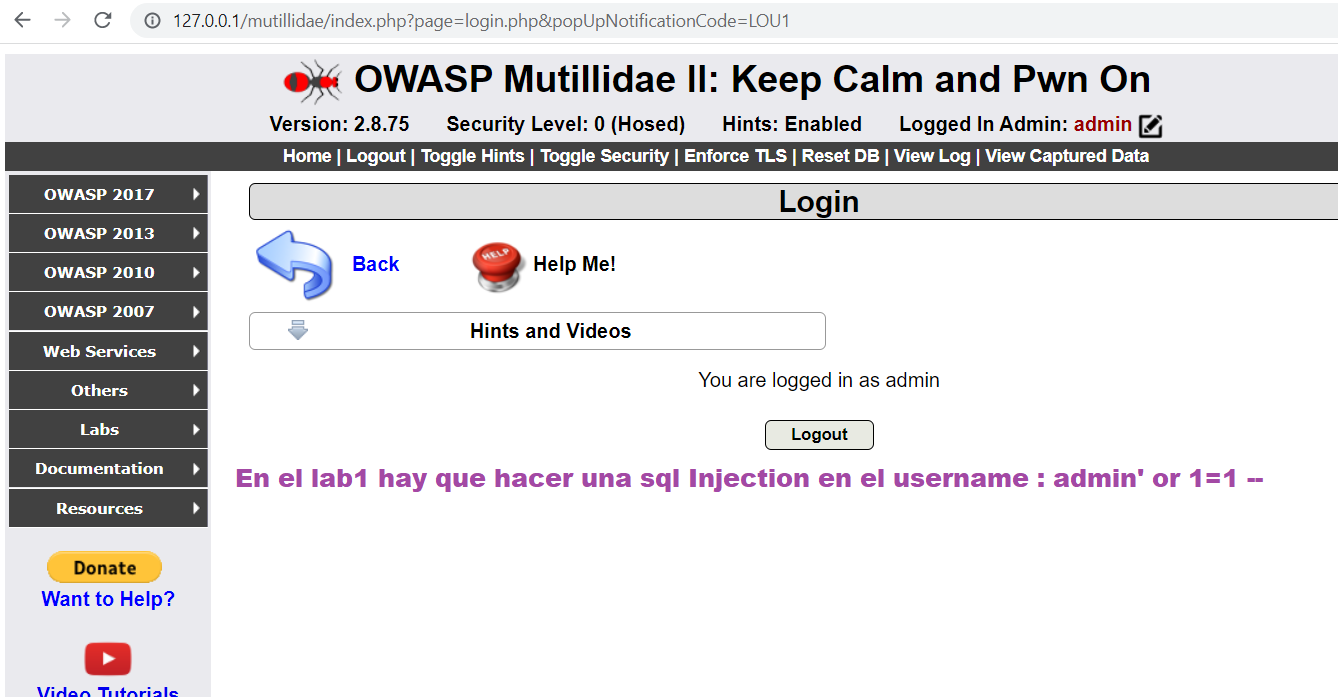 127.0.0.1/mutillidae/index.php?page=login.php&popUpNotificationCode=LOU1
OWASP Mutillidae II: Keep Calm and Pwn On
Version: 2.8.75 Security Level: 0 (Hosed) Hints: Enabled Logged In Admin: admin
Home | Logout | Toggle Hints | Toggle Security | Enforce TLS | Reset DB | View Log | View Captured Data
OWASP 2017
OWASP 2013
OWASP 2010
OWASP 2007
Web Services
Others
Labs
Documentation
Resources
Donate
Want to Help?
Video Tutorials
Login
Back
HELP
Help Me!
Hints and Videos
You are logged in as admin
Logout
En el lab1 hay que hacer una sql Injection en el username : admin' or 1=1 --